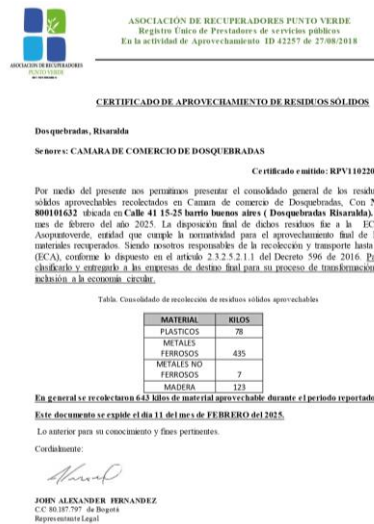 ASOCIACIÓN DE RECUPERADORES PUNTO VERDE
Registro Único de Prestadores de servicios públicos
En la actividad de Aprovechamiento ID 42257 de 27/08/2018
ASOCIACION DE RECUPERADORES
PUNTO VERDE
CERTIFICADO DE APROVECHAMIENTO DE RESIDUOS SÓLIDOS
Dosquebradas, Risaralda
Señores: CAMARA DE COMERCIO DE DOSQUEBRADAS
Certificado emitido: RPV110220
Por medio del presente nos permitimos presentar el consolidado general de los residu
sólidos aprovechables recolectados en Camara de comercio de Dosquebradas, Con N
800101632 ubicada en Calle 41 15-25 barrio buenos aires ( Dosquebradas Risaralda).
mes de febrero del año 2025. La disposición final de dichos residuos fue a la EC
Asopuntoverde, entidad que cumple la normatividad para el aprovechamiento final de l
materiales recuperados. Siendo nosotros responsables de la recolección y transporte hasta
(ECA), conforme lo dispuesto en el artículo 2.3.2.5.2.1.1 del Decreto 596 de 2016. Pa
clasificarlo y entregarlo a las empresas de destino final para su proceso de transformación
inclusión a la economía circular.
Tabla. Consolidado de recolección de residuos sólidos aprovechables
MATERIAL KILOS
PLASTICOS 78
METALES
FERROSOS 435
METALES NO
FERROSOS 7
MADERA 123
En general se recolectaron 643 kilos de material aprovechable durante el periodo reportado
Este documento se expide el día 11 del mes de FEBRERO del 2025.
Lo anterior para su conocimiento y fines pertinentes.
Cordialmente:
JOHN ALEXANDER FERNANDEZ
C.C 80.187.797 de Bogotá
Representante Legal